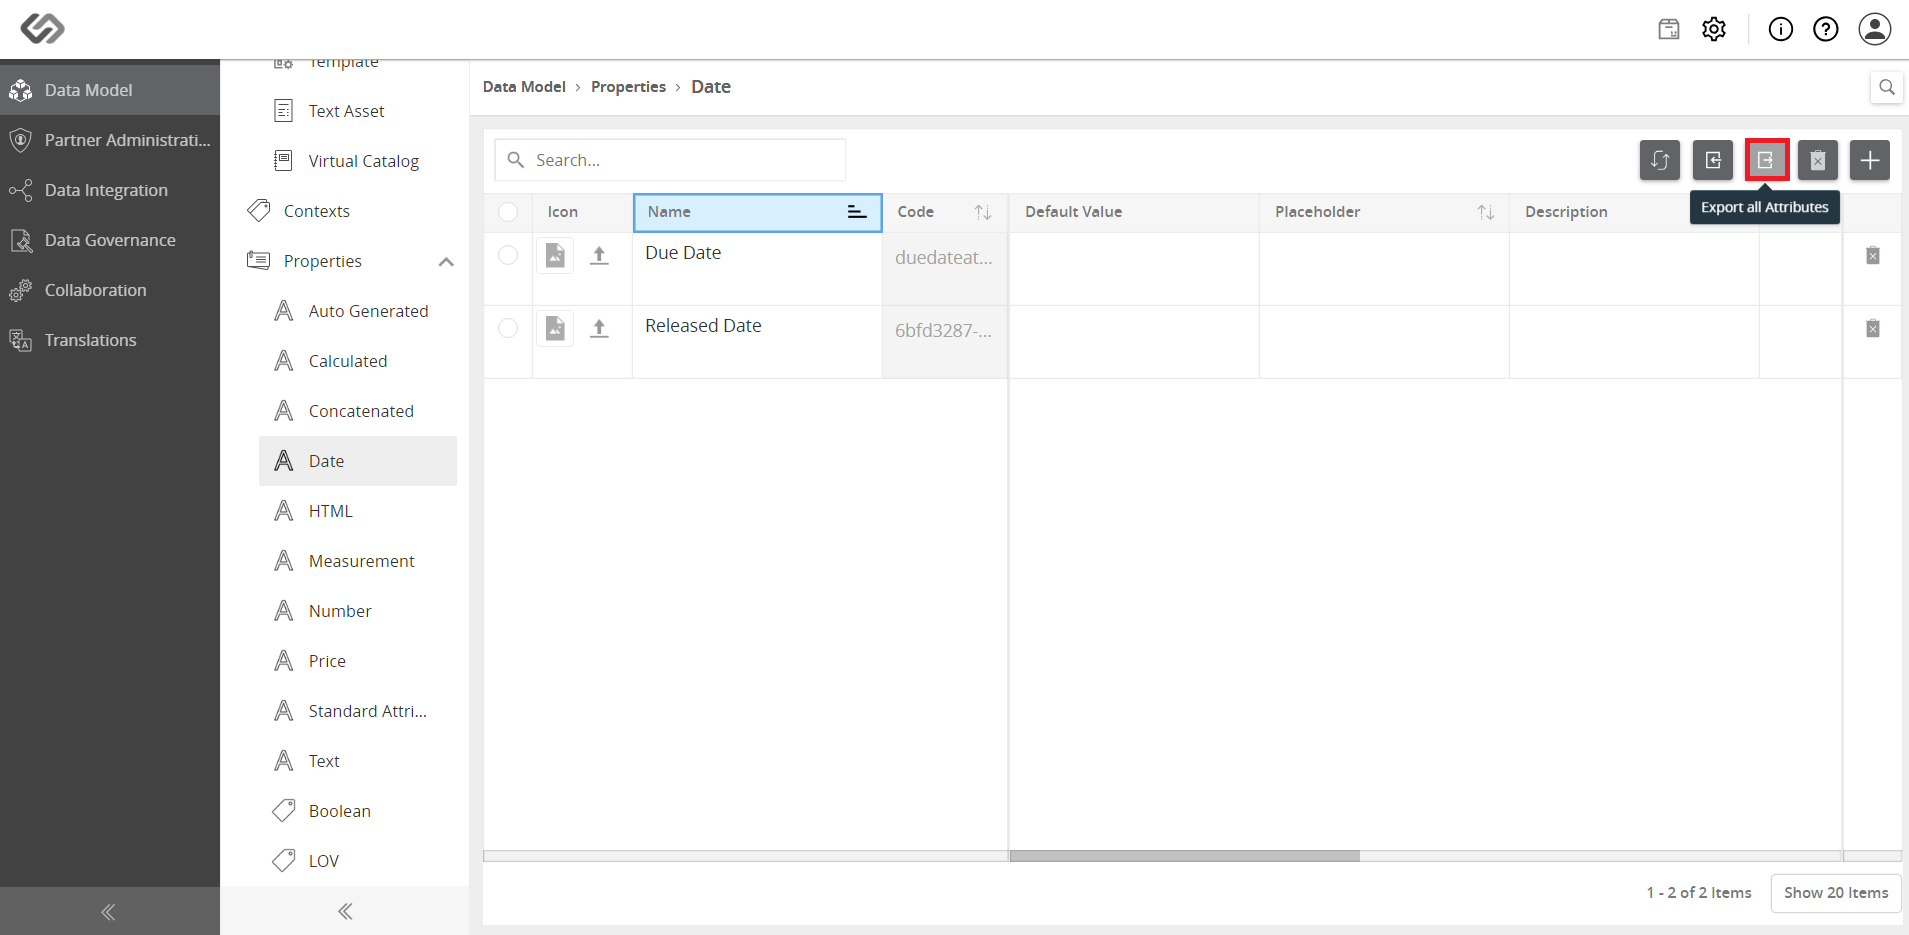 Data Model
Partner Administrati...
Data Integration
Data Governance
Collaboration
Translations
Template
Text Asset
Virtual Catalog
Contexts
Properties
Auto Generated
Calculated
Concatenated
Date
HTML
Measurement
Number
Price
Standard Attri...
Text
Boolean
LOV
Data Model › Properties › Date
Search...
Export all Attributes
Icon Name Code Default Value Placeholder Description
Due Date duedateat...
Released Date 6bfd3287-...
1 - 2 of 2 Items Show 20 Items